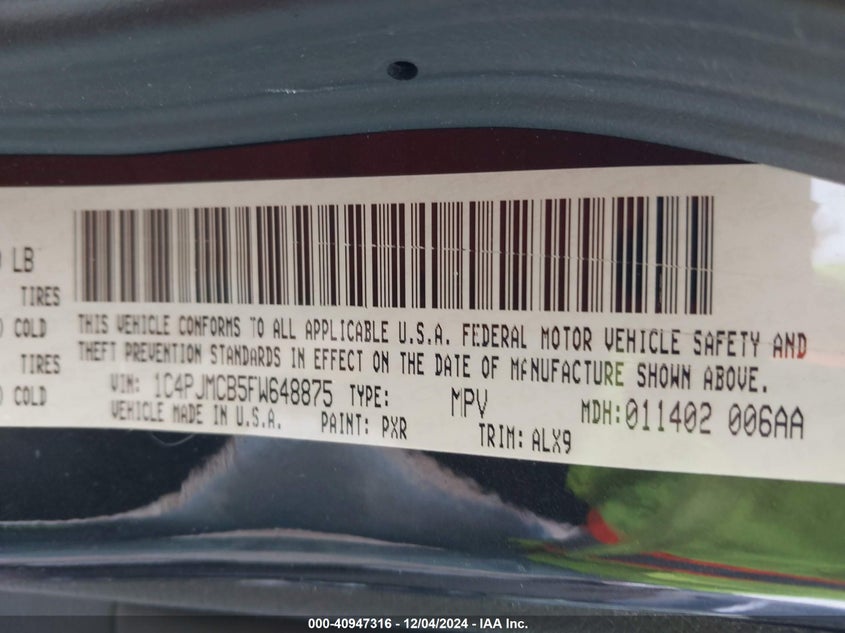 LB
TIRES
COLD
TIRES
COLD
THIS VEHICLE CONFORMS TO ALL APPLICABLE U.S.A. FEDERAL MOTOR VEHICLE SAFETY AND
THEFT PREVENTION STANDARDS IN EFFECT ON THE DATE OF MANUFACTURE SHOWN ABOVE.
VIN: 1C4PJMCB5FW648875 TYPE: MPV MDH:011402 006AA
VEHICLE MADE IN U.S.A. PAINT: PXR TRIM: ALX9
000-40947316 - 12/04/2024 - IAA Inc.